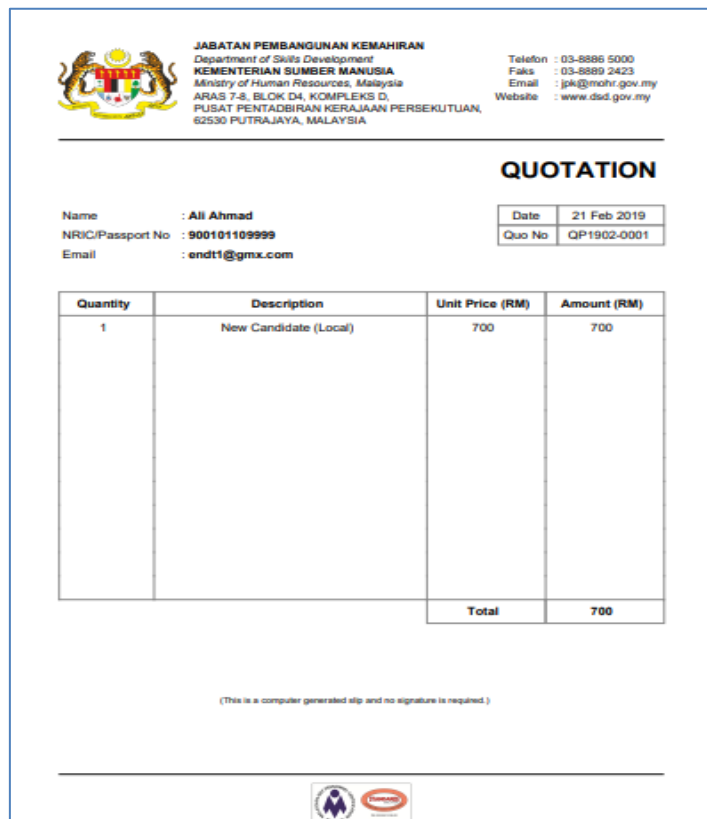 JABATAN PEMBANGUNAN KEMAHIRAN
Department of Skills Development
KEMENTERIAN SUMBER MANUSIA
Ministry of Human Resources, Malaysia
ARAS 7-8, BLOK D4, KOMPLEKS D,
PUSAT PENTADBIRAN KERAJAAN PERSEKUTUAN,
62530 PUTRAJAYA, MALAYSIA
Telefon : 03-8886 5000
Faks : 03-8889 2423
Email : jpk@mohr.gov.my
Website : www.dsd.gov.my
QUOTATION
Name : Ali Ahmad
NRIC/Passport No : 900101109999
Email : endt1@gmx.com
Date 21 Feb 2019
Quo No QP1902-0001
Quantity Description Unit Price (RM) Amount (RM)
1 New Candidate (Local) 700 700
Total 700
(This is a computer generated slip and no signature is required.)